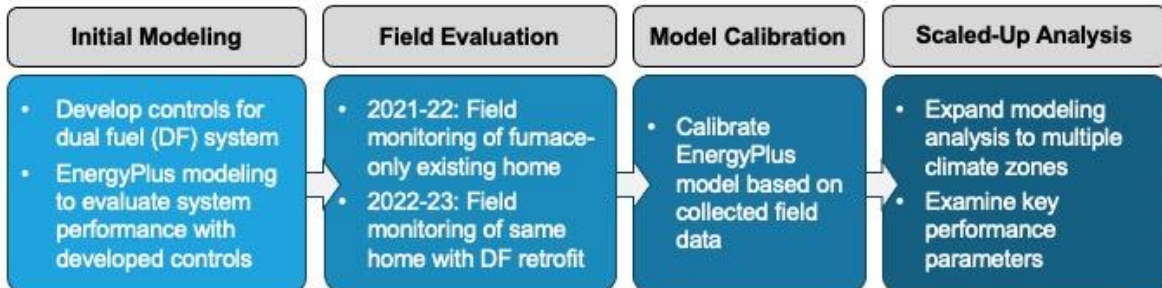 Initial Modeling
• Develop controls for
dual fuel (DF) system
• EnergyPlus modeling
to evaluate system
performance with
developed controls
Field Evaluation
• 2021-22: Field
monitoring of furnace-
only existing home
• 2022-23: Field
monitoring of same
home with DF retrofit
Model Calibration
• Calibrate
EnergyPlus
model based on
collected field
data
Scaled-Up Analysis
• Expand modeling
analysis to multiple
climate zones
• Examine key
performance
parameters